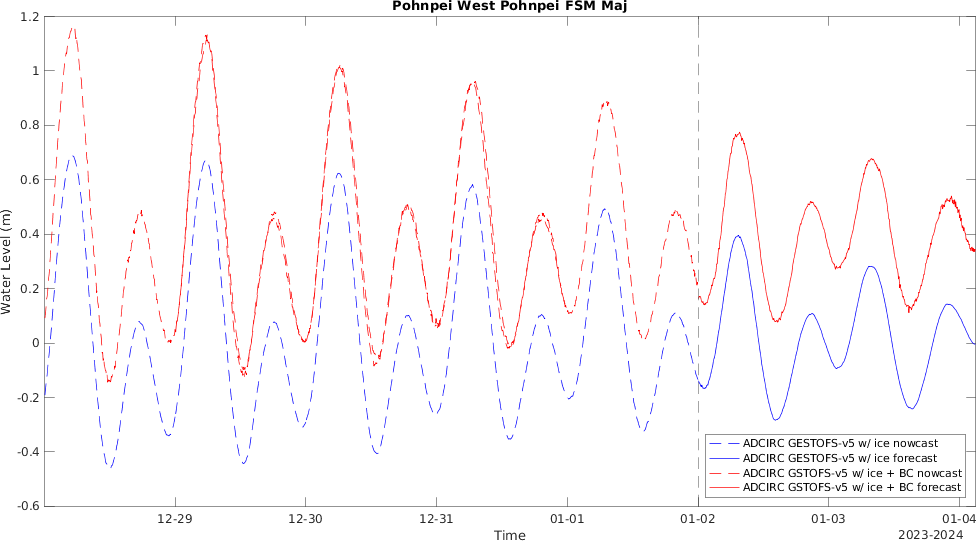 Pohnpei West Pohnpei FSM Maj
Water Level (m)
1.2
1
0.8
0.6
0.4
0.2
0
-0.2
-0.4
-0.6
ADCIRC GESTOFS-v5 w/ ice nowcast
ADCIRC GESTOFS-v5 w/ ice forecast
ADCIRC GSTOFS-v5 w/ ice + BC nowcast
ADCIRC GSTOFS-v5 w/ ice + BC forecast
12-29 12-30 12-31 01-01 01-02 01-03 01-04
Time
2023-2024